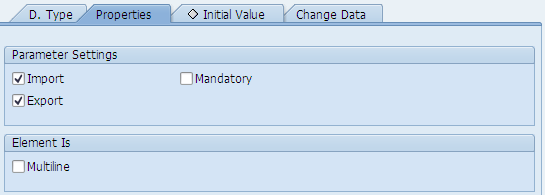 D. Type Properties Initial Value Change Data
Parameter Settings
Import Mandatory
Export
Element Is
Multiline